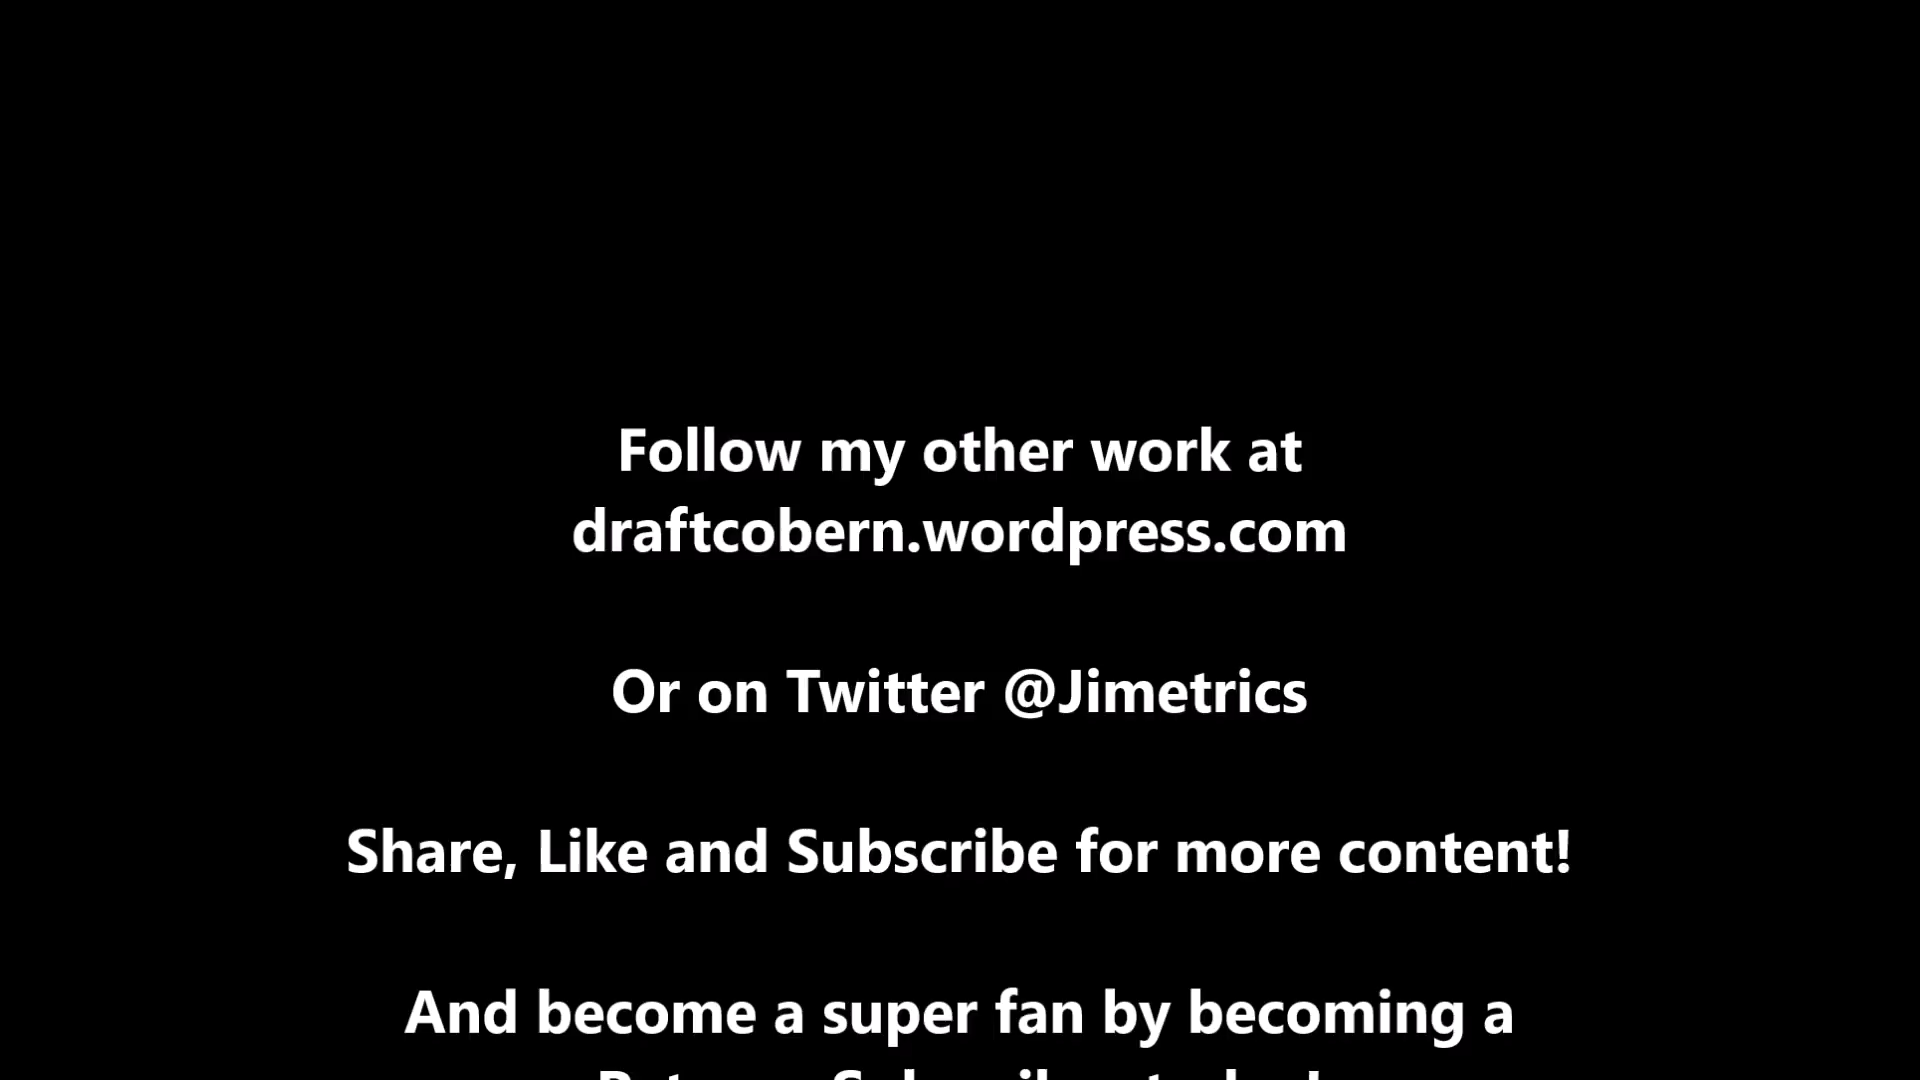 Follow my other work at
draftcobern.wordpress.com
Or on Twitter @Jimetrics
Share, Like and Subscribe for more content!
And become a super fan by becoming a